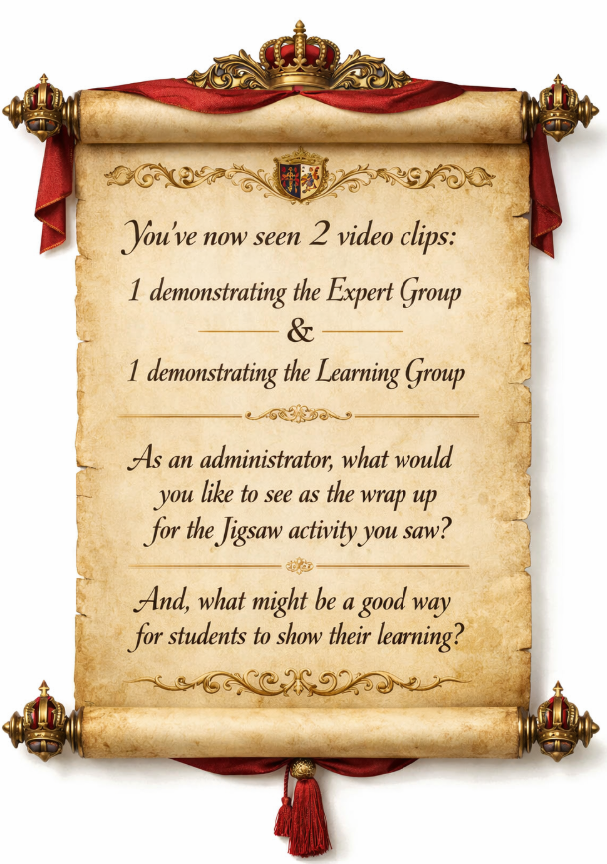 You've now seen 2 video clips:
1 demonstrating the Expert Group
&
1 demonstrating the Learning Group
As an administrator, what would
you like to see as the wrap up
for the Jigsaw activity you saw?
And, what might be a good way
for students to show their learning?